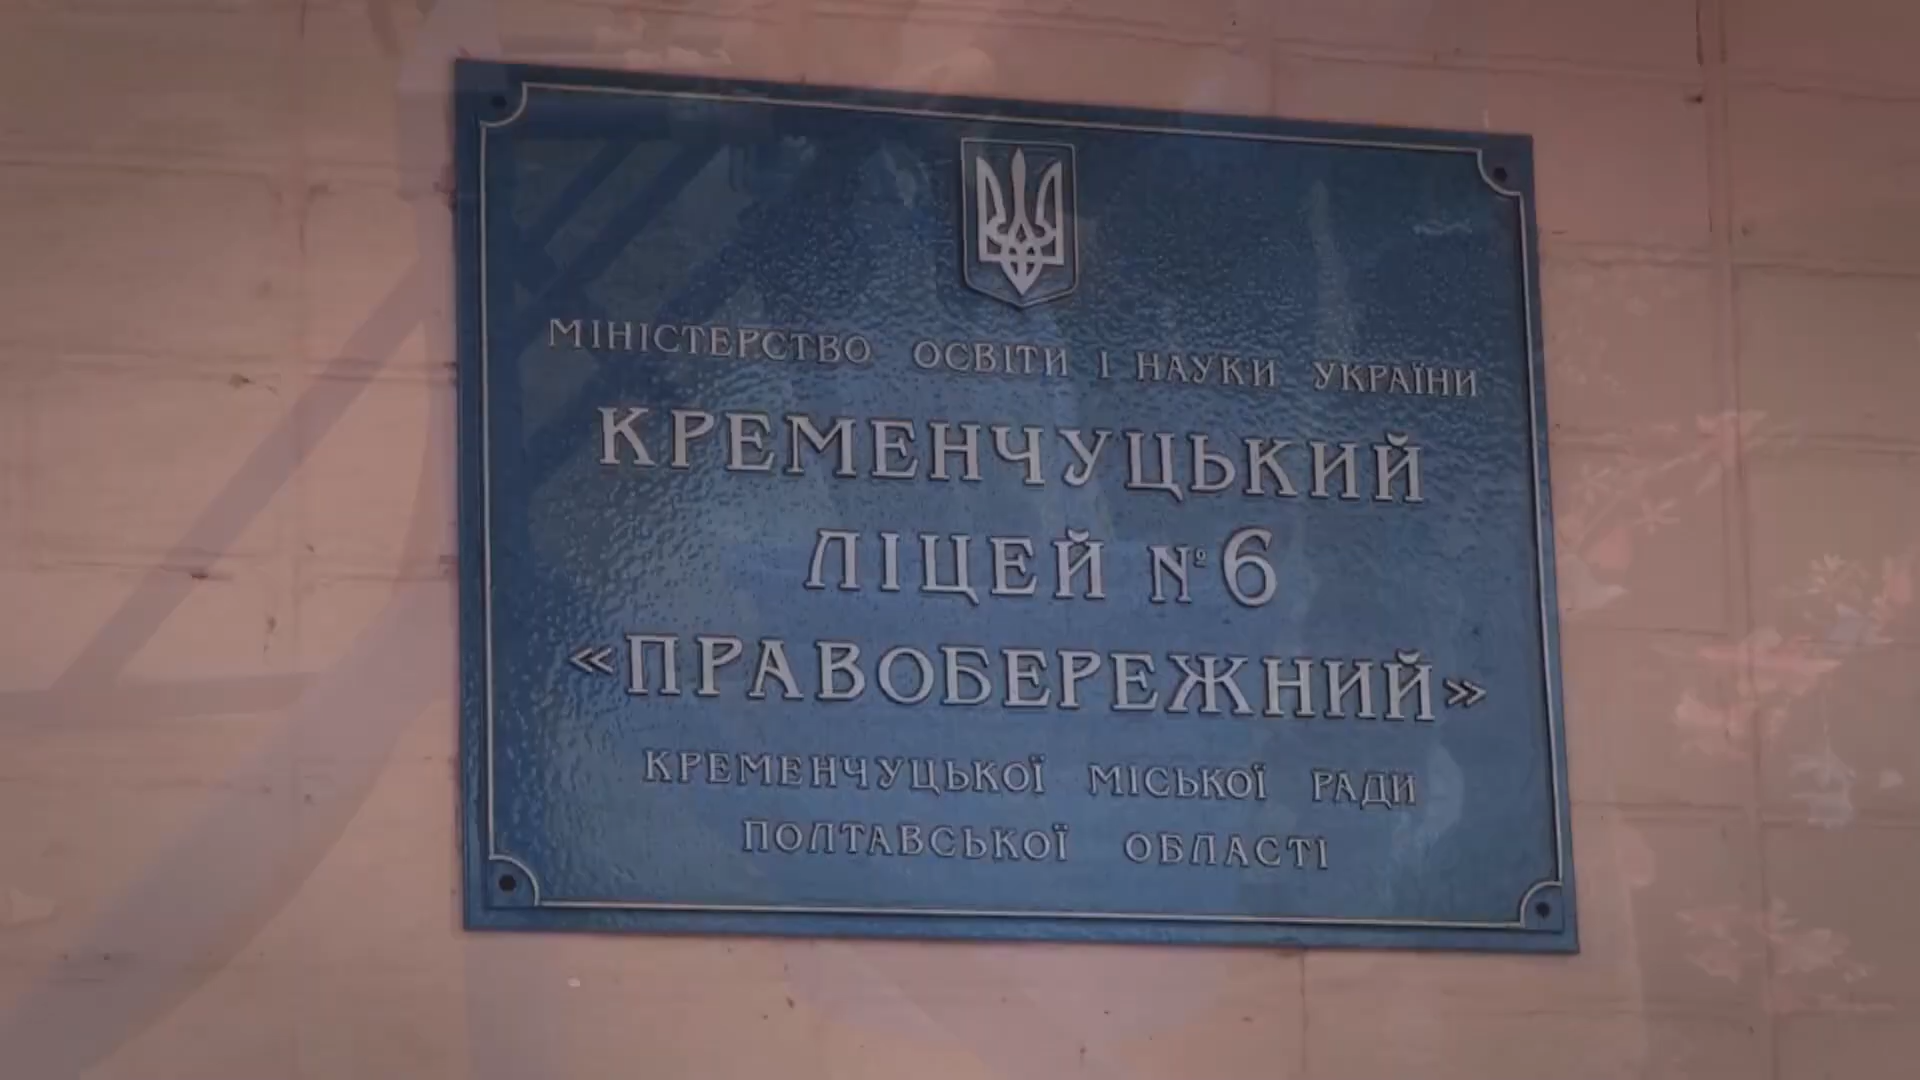 МІНІСТЕРСТВО ОСВІТИ І НАУКИ УКРАЇНИ
КРЕМЕНЧУЦЬКИЙ
ЛІЦЕЙ №6
«ПРАВОБЕРЕЖНИЙ»
КРЕМЕНЧУЦЬКОЇ МІСЬКОЇ РАДИ
ПОЛТАВСЬКОЇ ОБЛАСТІ